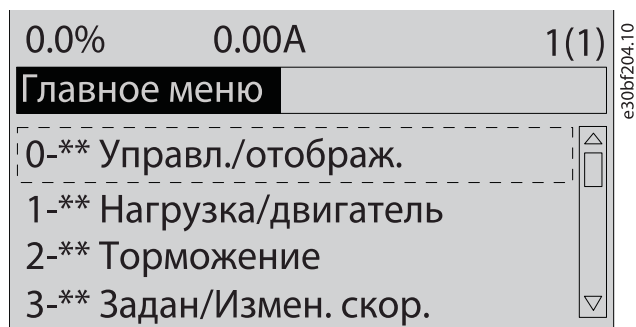 0.0% 0.00A 1(1)
Главное меню
0-** Управл./отображ.
1-** Нагрузка/двигатель
2-** Торможение
3-** Задан/Измен. скор.
e30bf204.10